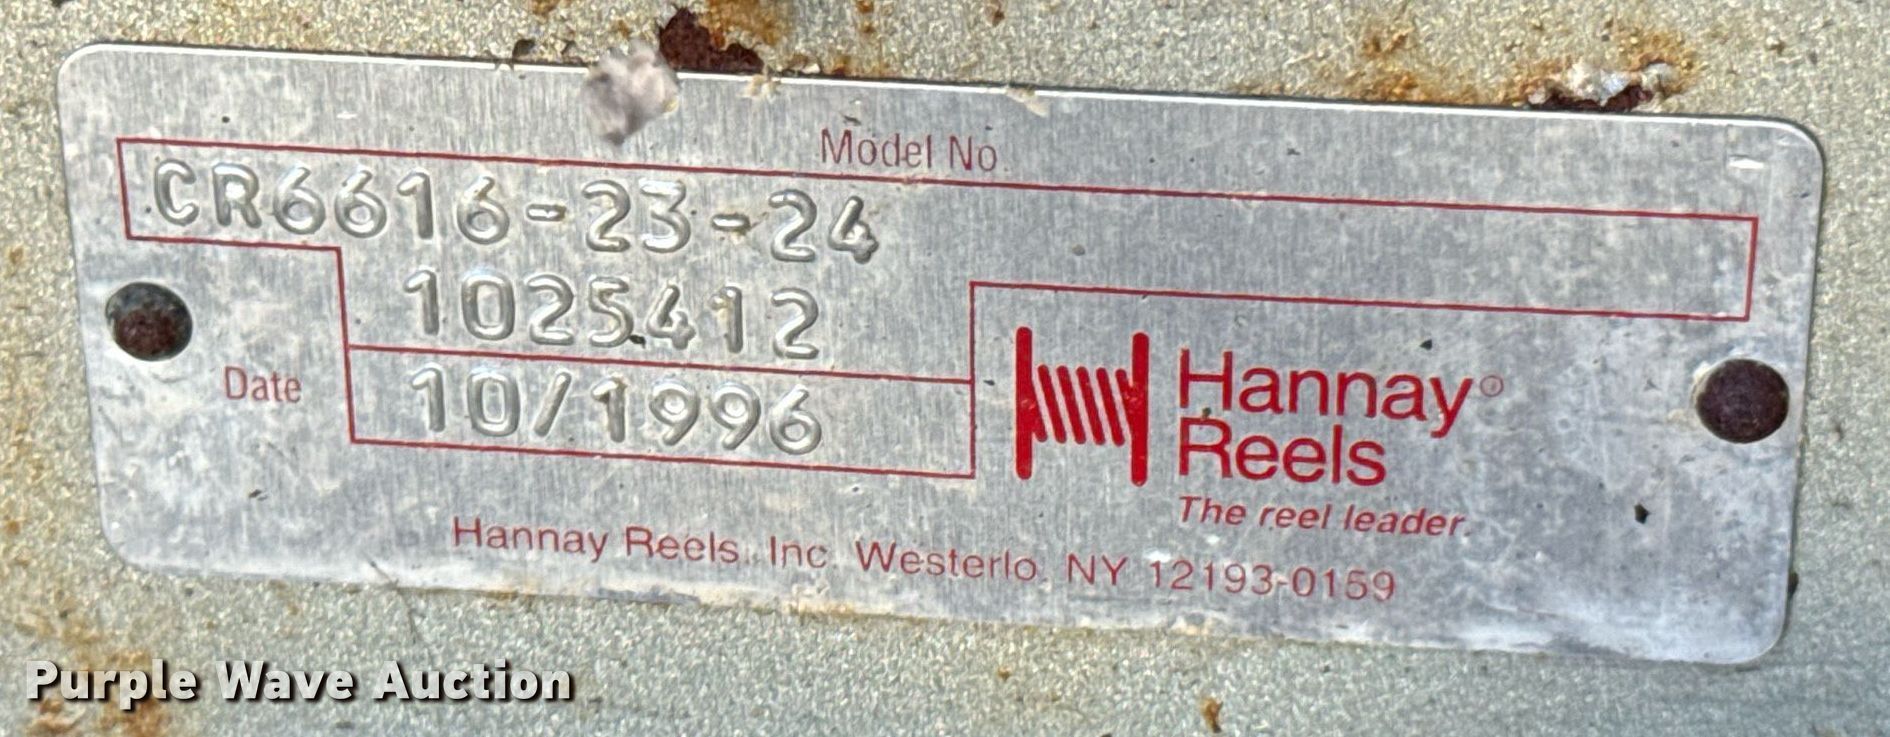 Model No.
CR6616-23-24
1025412
Date 10/1996
Hannay®
Reels
The reel leader.
Hannay Reels, Inc. Westerlo, NY 12193-0159
Purple Wave Auction